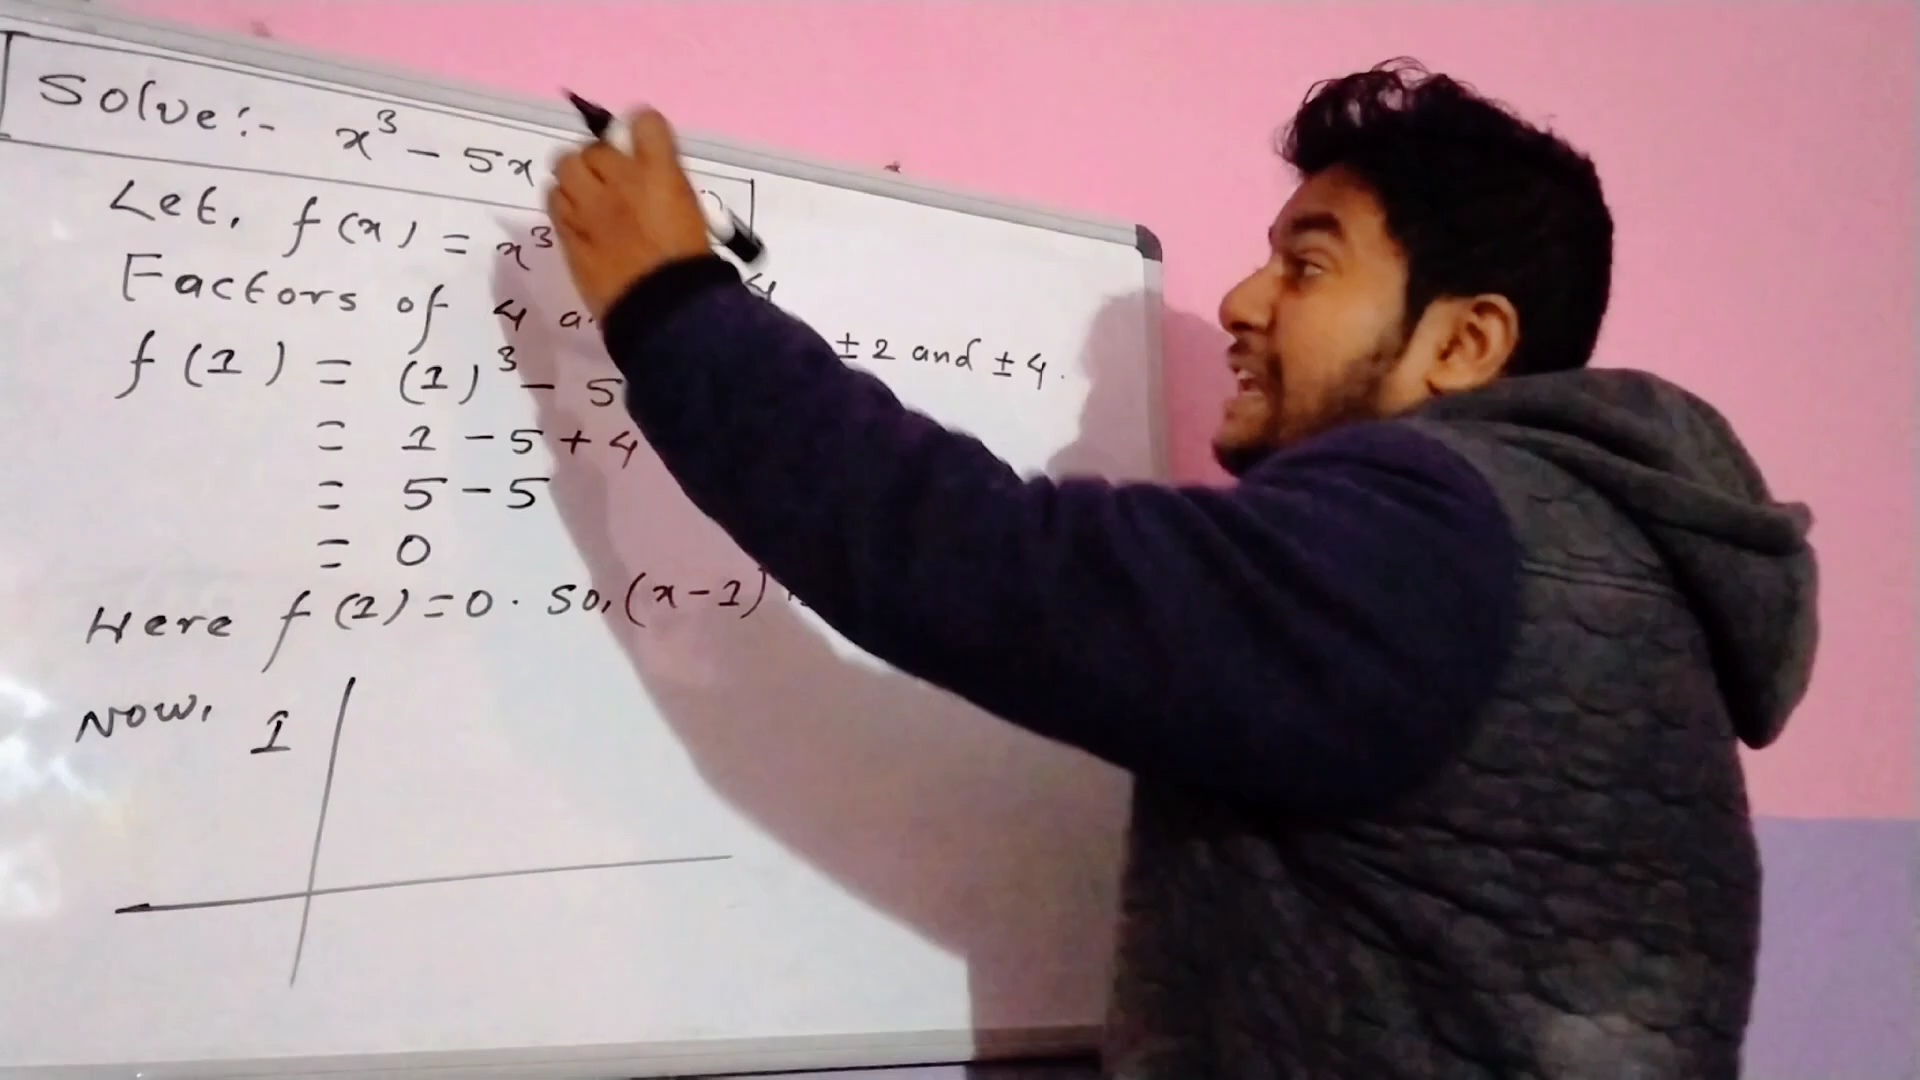 Solve:- x³ - 5x
Let, f(x) = x³ 4
Factors of 4 ± 2 and ± 4.
f(1) = (1)³ - 5
= 1 - 5 + 4
= 5 - 5
= 0
Here f(1) = 0. So, (x - 1)
Now, 1